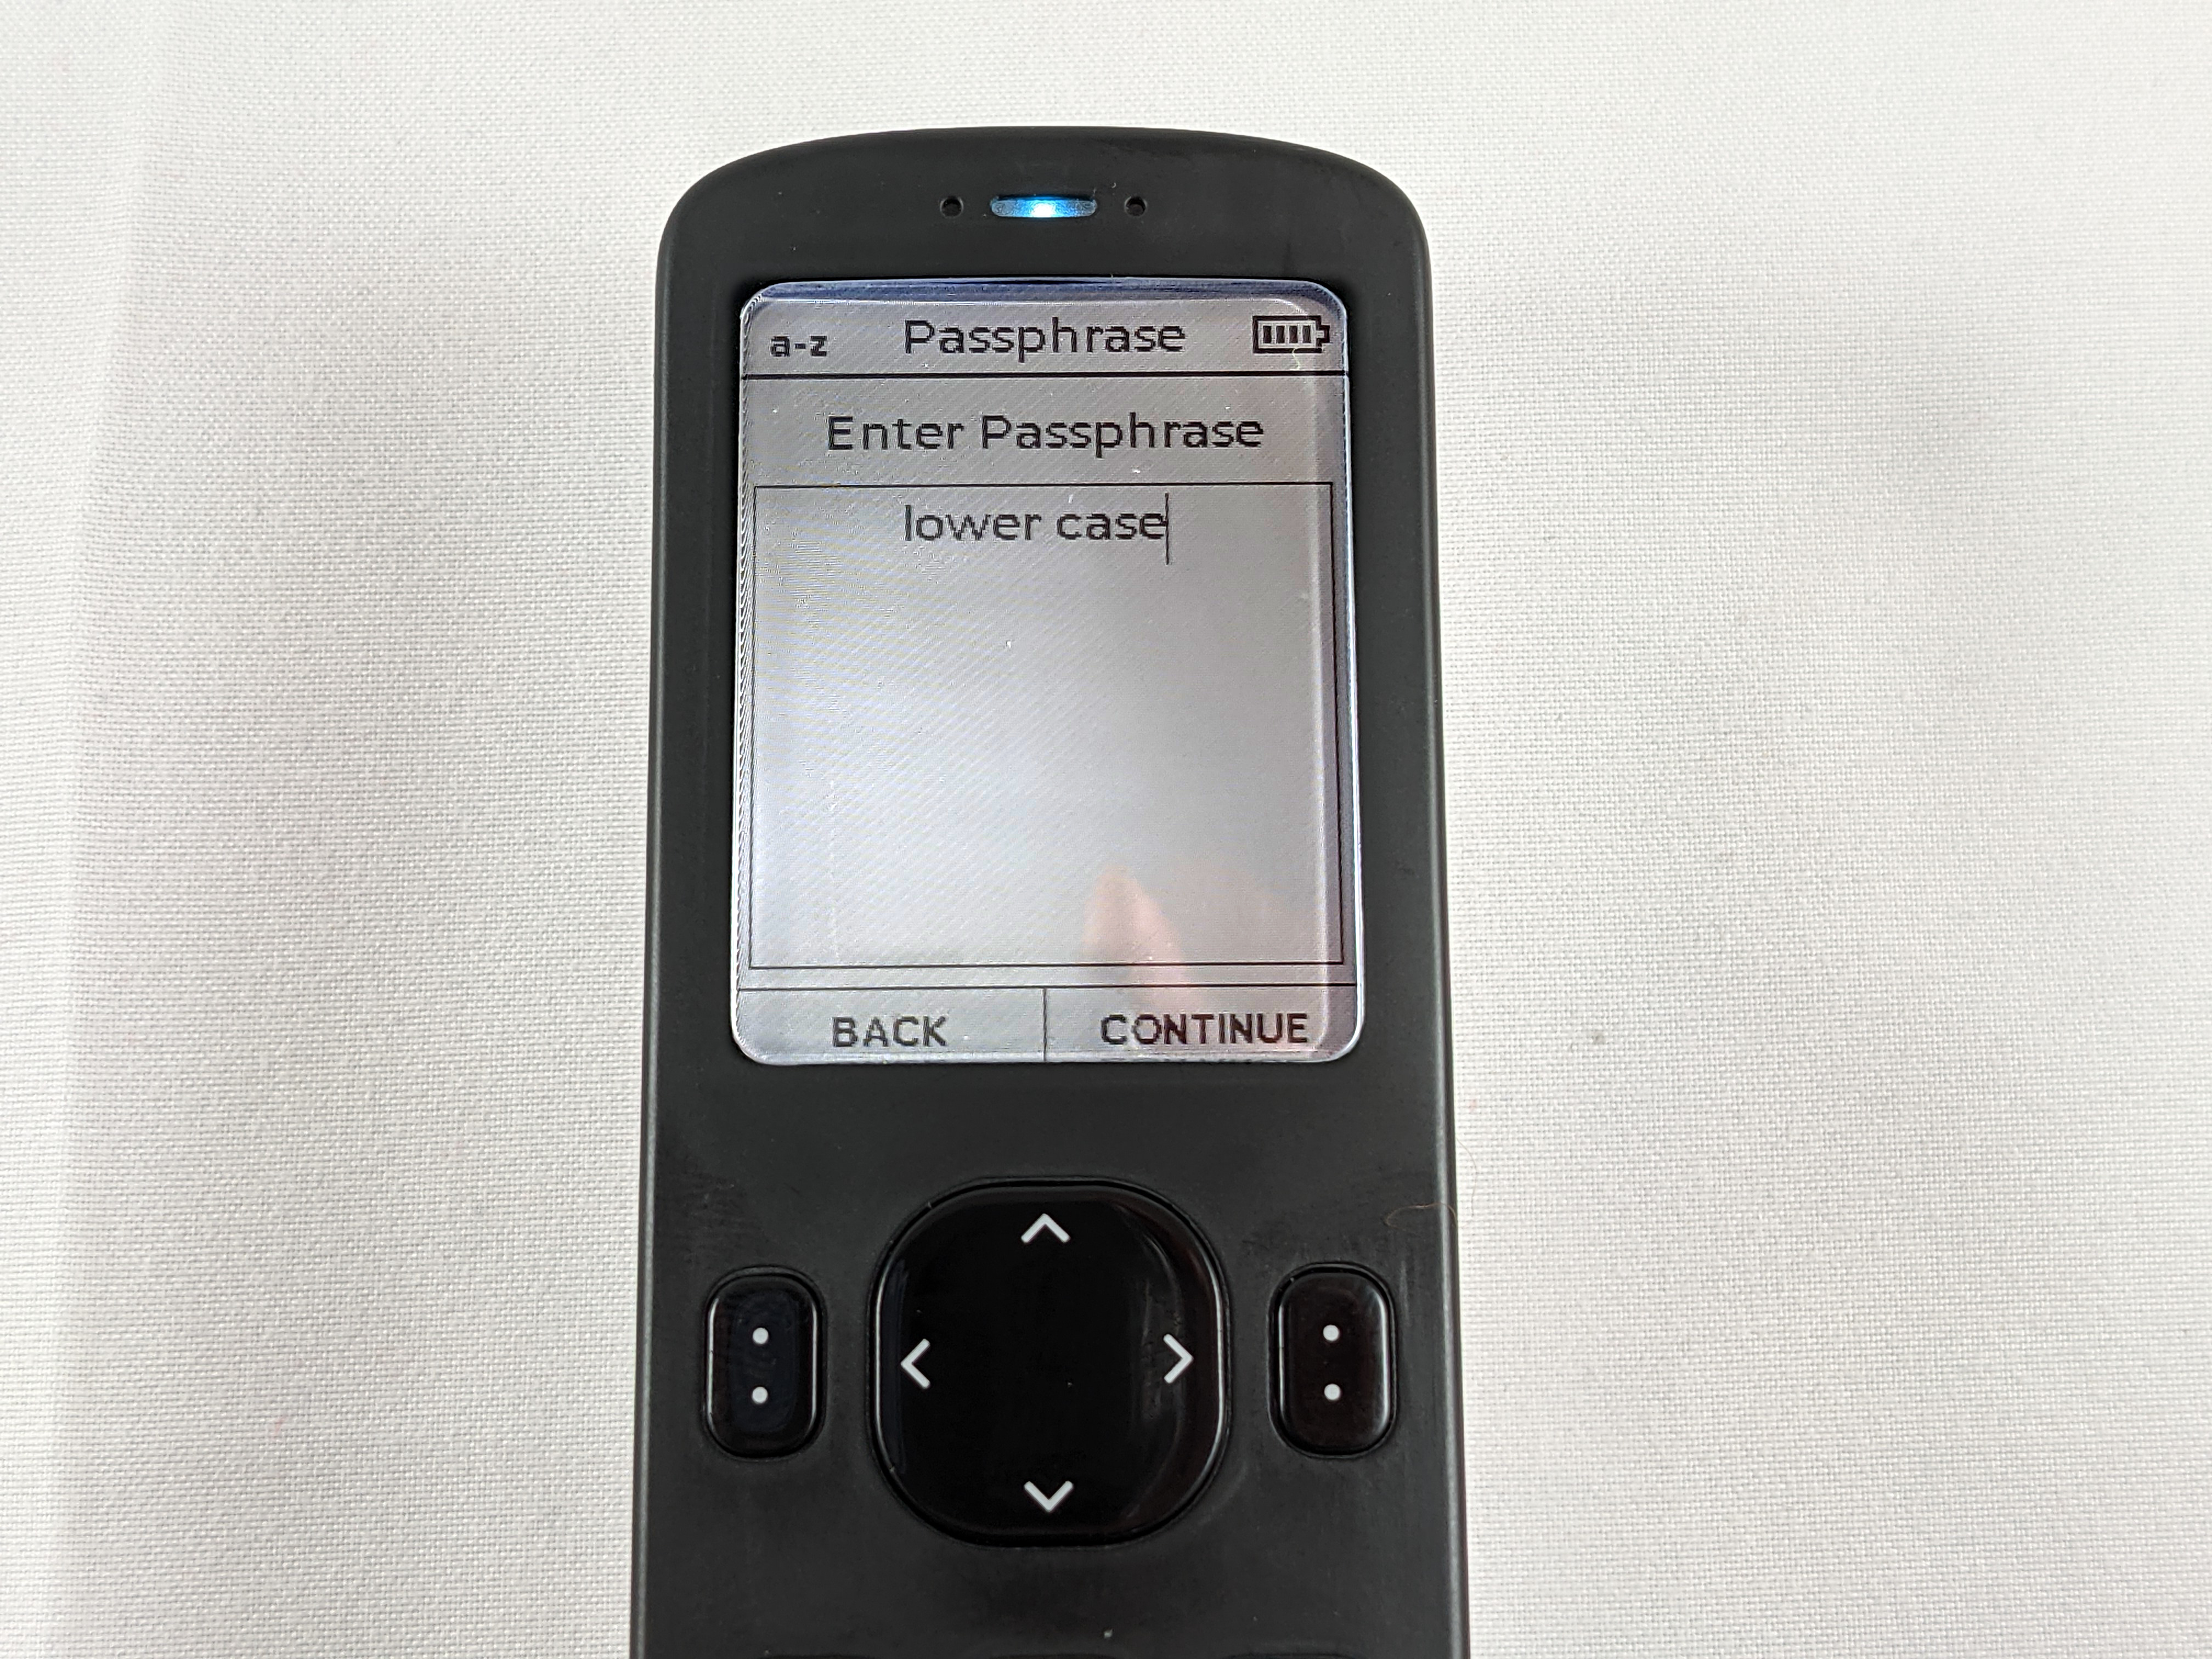 a-z Passphrase
Enter Passphrase
lower case
BACK CONTINUE